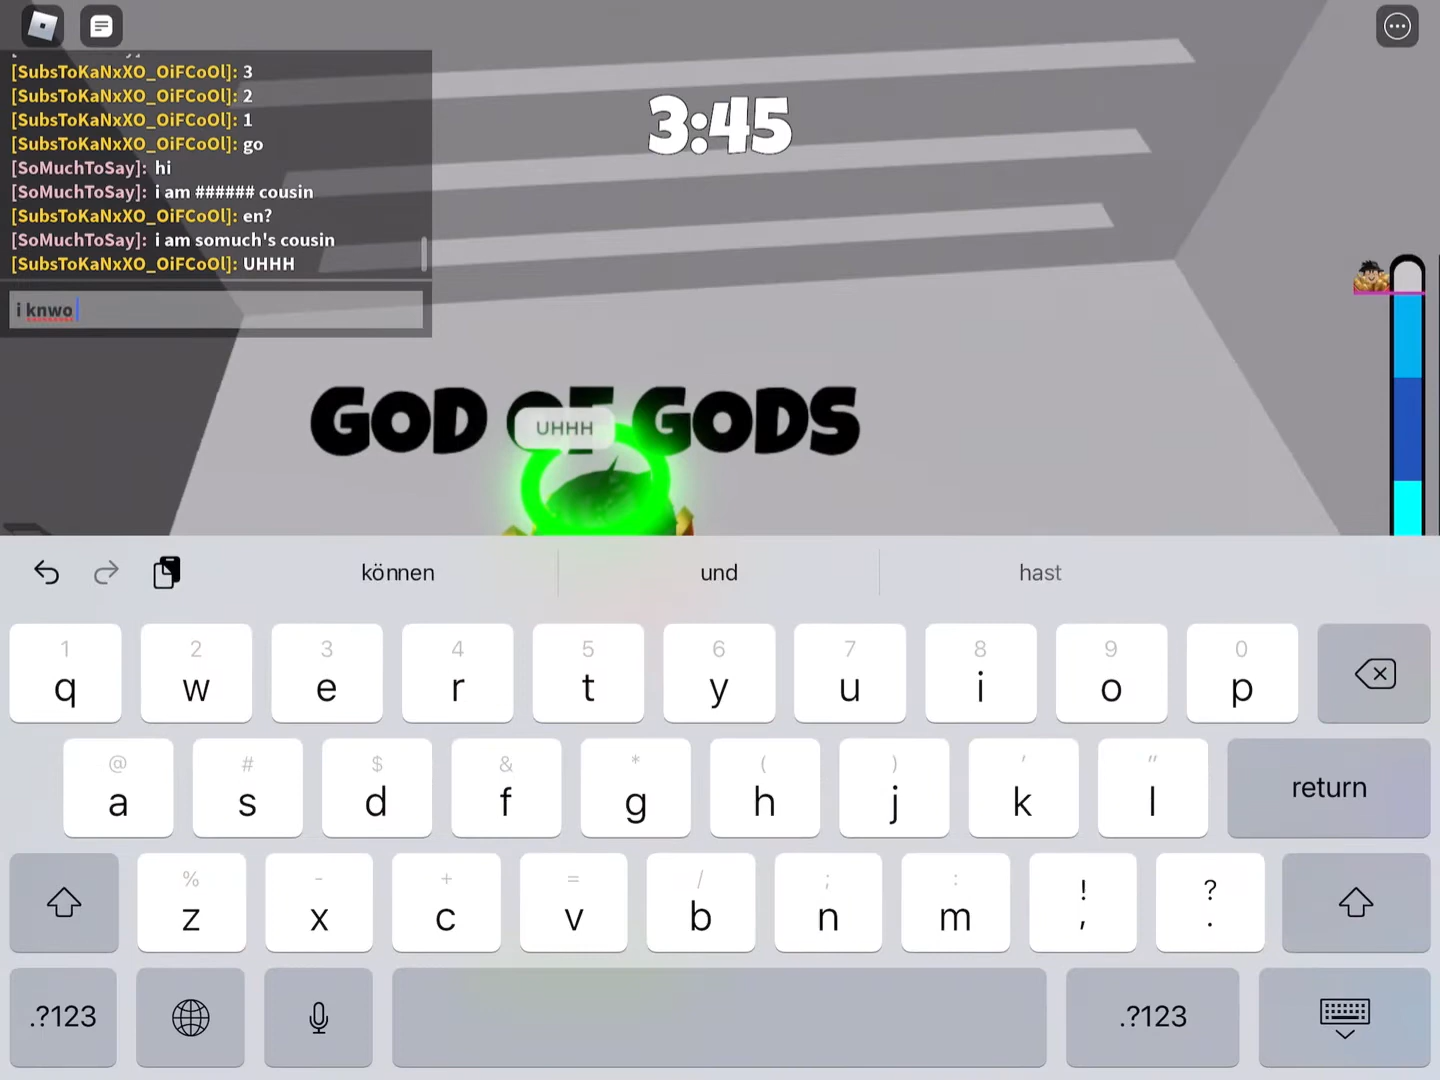 3:45
[SubsToKaNxXO_OiFCoOl]: 3
[SubsToKaNxXO_OiFCoOl]: 2
[SubsToKaNxXO_OiFCoOl]: 1
[SubsToKaNxXO_OiFCoOl]: go
[SoMuchToSay]: hi
[SoMuchToSay]: i am ###### cousin
[SubsToKaNxXO_OiFCoOl]: en?
[SoMuchToSay]: i am somuch's cousin
[SubsToKaNxXO_OiFCoOl]: UHHH
i knwo
GOD OF GODS
UHHH
können und hast
1 2 3 4 5 6 7 8 9 0
q w e r t y u i o p
@ # $ & * ( ) ' "
a s d f g h j k l return
% - + = / ; : ! ?
z x c v b n m , .
.?123 .?123